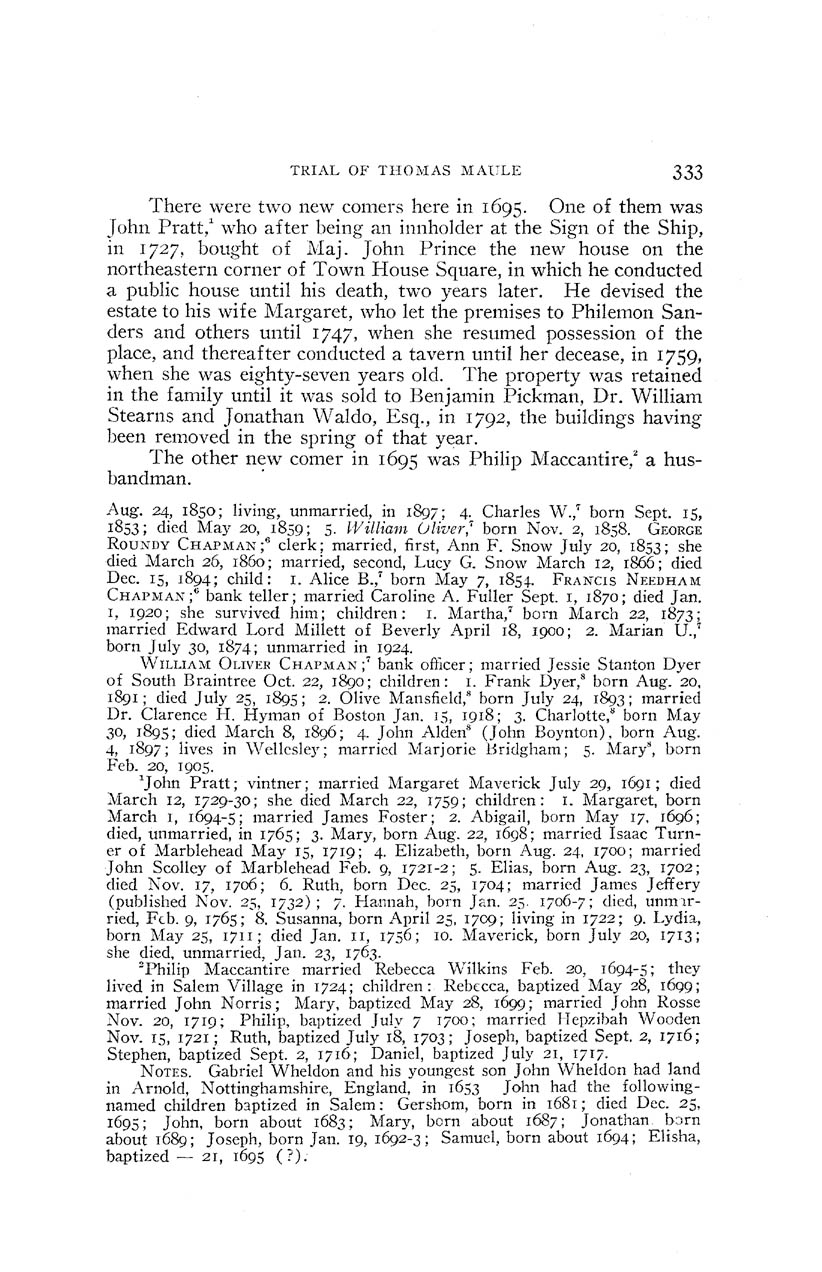 TRIAL OF THOMAS MAULE 333
There were two new comers here in 1695. One of them was
John Pratt,¹ who after being an innholder at the Sign of the Ship,
in 1727, bought of Maj. John Prince the new house on the
northeastern corner of Town House Square, in which he conducted
a public house until his death, two years later. He devised the
estate to his wife Margaret, who let the premises to Philemon San-
ders and others until 1747, when she resumed possession of the
place, and thereafter conducted a tavern until her decease, in 1759,
when she was eighty-seven years old. The property was retained
in the family until it was sold to Benjamin Pickman, Dr. William
Stearns and Jonathan Waldo, Esq., in 1792, the buildings having
been removed in the spring of that year.
The other new comer in 1695 was Philip Maccantire,² a hus-
bandman.
Aug. 24, 1850; living, unmarried, in 1897; 4. Charles W.,⁷ born Sept. 15,
1853; died May 20, 1859; 5. William Oliver,⁷ born Nov. 2, 1858. GEORGE
ROUNDY CHAPMAN;⁶ clerk; married, first, Ann F. Snow July 20, 1853; she
died March 26, 1860; married, second, Lucy G. Snow March 12, 1866; died
Dec. 15, 1894; child: 1. Alice B.,⁷ born May 7, 1854. FRANCIS NEEDHAM
CHAPMAN;⁶ bank teller; married Caroline A. Fuller Sept. 1, 1870; died Jan.
1, 1920; she survived him; children: 1. Martha,⁷ born March 22, 1873;
married Edward Lord Millett of Beverly April 18, 1900; 2. Marian U.,⁷
born July 30, 1874; unmarried in 1924.
WILLIAM OLIVER CHAPMAN;⁷ bank officer; married Jessie Stanton Dyer
of South Braintree Oct. 22, 1890; children: 1. Frank Dyer,⁸ born Aug. 20,
1891; died July 25, 1895; 2. Olive Mansfield,⁸ born July 24, 1893; married
Dr. Clarence H. Hyman of Boston Jan. 15, 1918; 3. Charlotte,⁸ born May
30, 1895; died March 8, 1896; 4. John Alden⁸ (John Boynton), born Aug.
4, 1897; lives in Wellesley; married Marjorie Bridgham; 5. Mary⁸, born
Feb. 20, 1905.
¹John Pratt; vintner; married Margaret Maverick July 29, 1691; died
March 12, 1729-30; she died March 22, 1759; children: 1. Margaret, born
March 1, 1694-5; married James Foster; 2. Abigail, born May 17, 1696;
died, unmarried, in 1765; 3. Mary, born Aug. 22, 1698; married Isaac Turn-
er of Marblehead May 15, 1719; 4. Elizabeth, born Aug. 24, 1700; married
John Scolley of Marblehead Feb. 9, 1721-2; 5. Elias, born Aug. 23, 1702;
died Nov. 17, 1706; 6. Ruth, born Dec. 25, 1704; married James Jeffery
(published Nov. 25, 1732); 7. Hannah, born Jan. 25, 1706-7; died, unmar-
ried, Feb. 9, 1765; 8. Susanna, born April 25, 1709; living in 1722; 9. Lydia,
born May 25, 1711; died Jan. 11, 1756; 10. Maverick, born July 20, 1713;
she died, unmarried, Jan. 23, 1763.
²Philip Maccantire married Rebecca Wilkins Feb. 20, 1694-5; they
lived in Salem Village in 1724; children: Rebecca, baptized May 28, 1699;
married John Norris; Mary, baptized May 28, 1699; married John Rosse
Nov. 20, 1719; Philip, baptized July 7 1700; married Hepzibah Wooden
Nov. 15, 1721; Ruth, baptized July 18, 1703; Joseph, baptized Sept. 2, 1716;
Stephen, baptized Sept. 2, 1716; Daniel, baptized July 21, 1717.
NOTES. Gabriel Wheldon and his youngest son John Wheldon had land
in Arnold, Nottinghamshire, England, in 1653 John had the following-
named children baptized in Salem: Gershom, born in 1681; died Dec. 25,
1695; John, born about 1683; Mary, born about 1687; Jonathan born
about 1689; Joseph, born Jan. 19, 1692-3; Samuel, born about 1694; Elisha,
baptized — 21, 1695 (?).